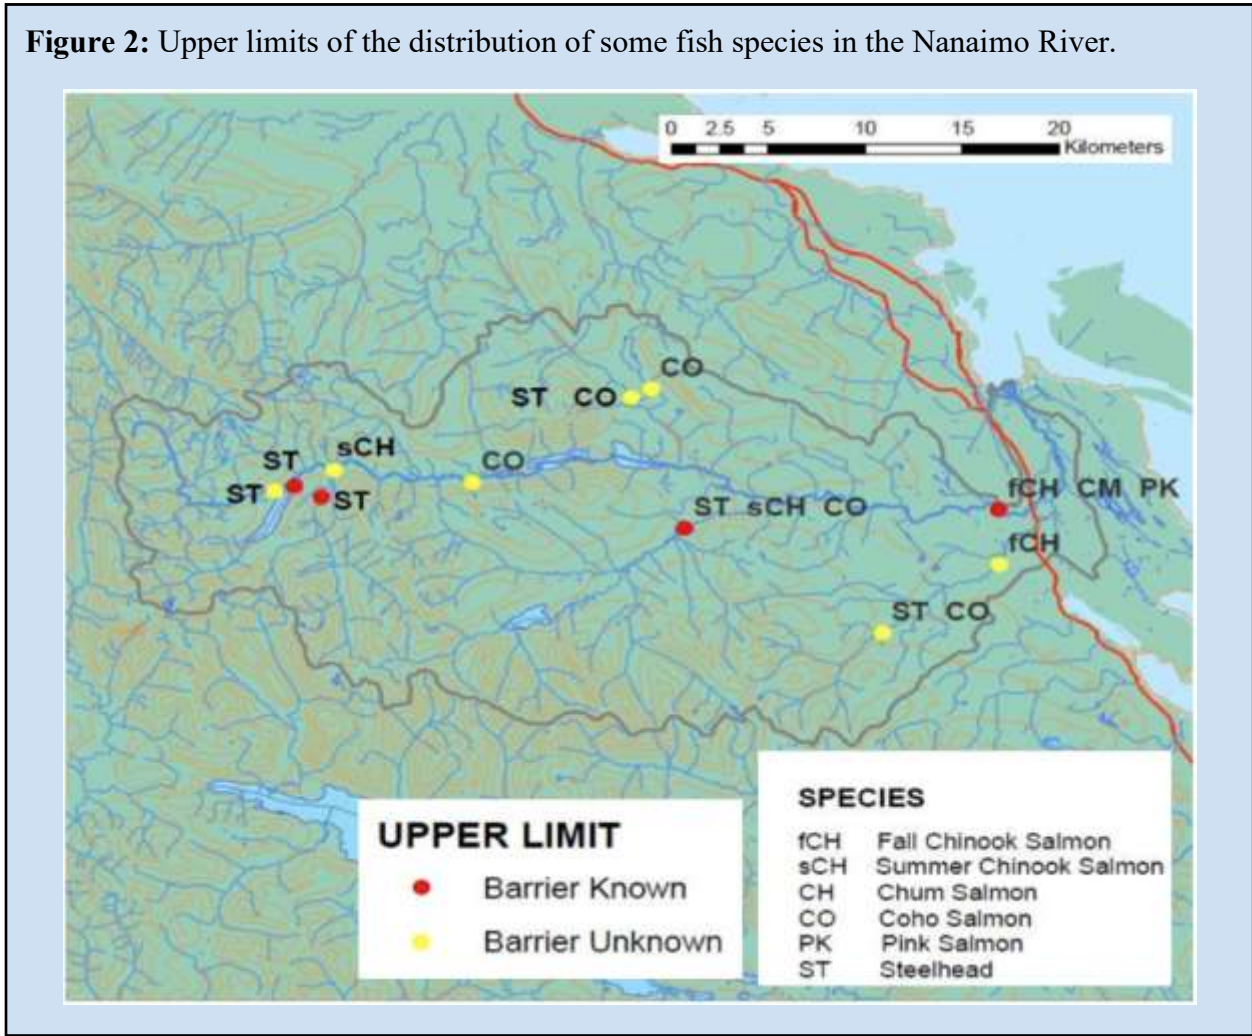 Figure 2: Upper limits of the distribution of some fish species in the Nanaimo River.
0 2.5 5 10 15 20
Kilometers
CO
ST CO
sCH
ST
CO
ST
ST
ST sCH CO
fCH CM PK
fCH
ST CO
UPPER LIMIT
Barrier Known
Barrier Unknown
SPECIES
fCH Fall Chinook Salmon
sCH Summer Chinook Salmon
CH Chum Salmon
CO Coho Salmon
PK Pink Salmon
ST Steelhead